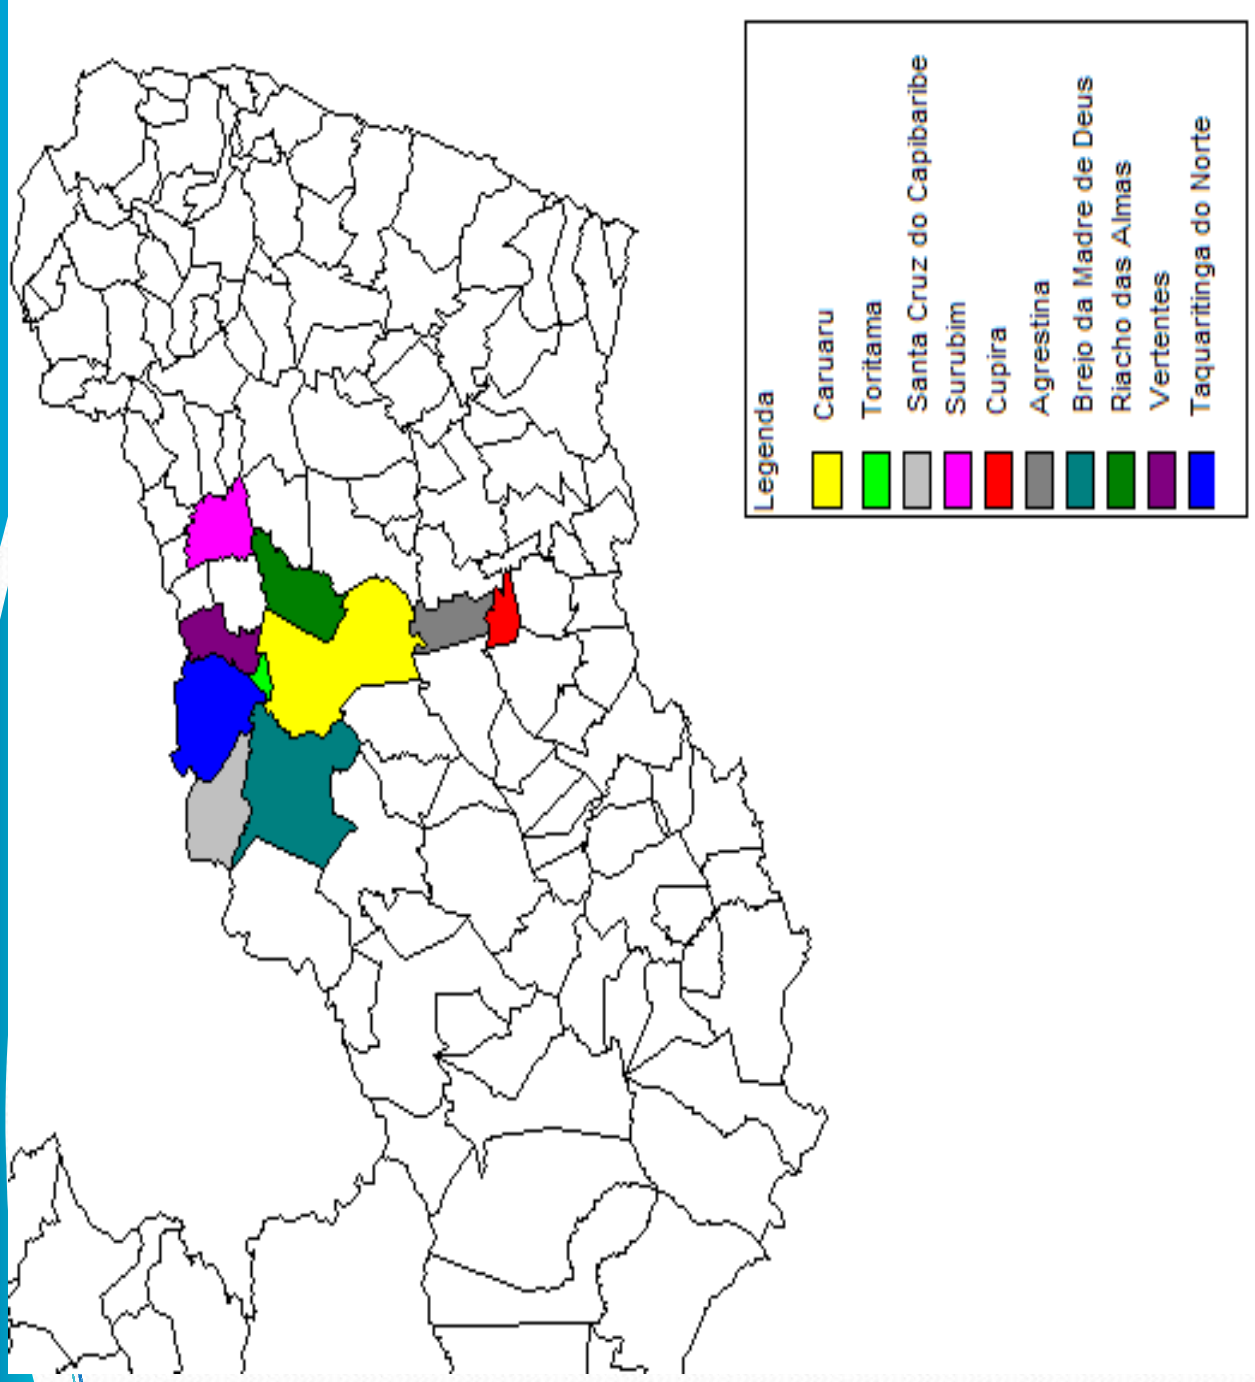 Legenda
Caruaru
Toritama
Santa Cruz do Capibaribe
Surubim
Cupira
Agrestina
Brejo da Madre de Deus
Riacho das Almas
Vertentes
Taquaritinga do Norte